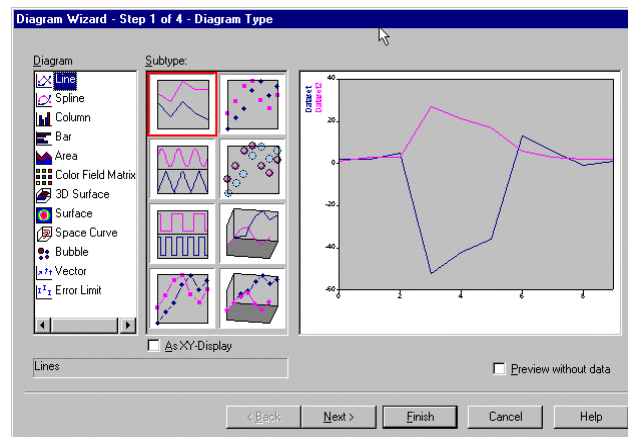 Diagram Wizard - Step 1 of 4 - Diagram Type
Diagram
Line
Spline
Column
Bar
Area
Color Field Matrix
3D Surface
Surface
Space Curve
Bubble
Vector
Error Limit
Subtype:
As XY-Display
Lines
Dataset
Dataset2
40
20
0
-20
-40
-60
0
2
4
6
8
Preview without data
< Back
Next >
Finish
Cancel
Help